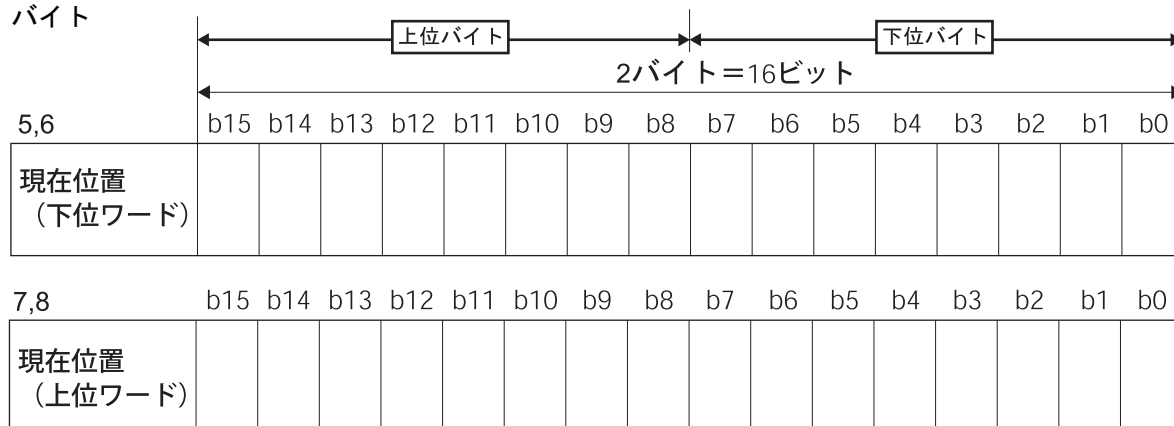 バイト
上位バイト 下位バイト
2バイト＝16ビット
5,6 b15 b14 b13 b12 b11 b10 b9 b8 b7 b6 b5 b4 b3 b2 b1 b0
現在位置
（下位ワード）
7,8 b15 b14 b13 b12 b11 b10 b9 b8 b7 b6 b5 b4 b3 b2 b1 b0
現在位置
（上位ワード）